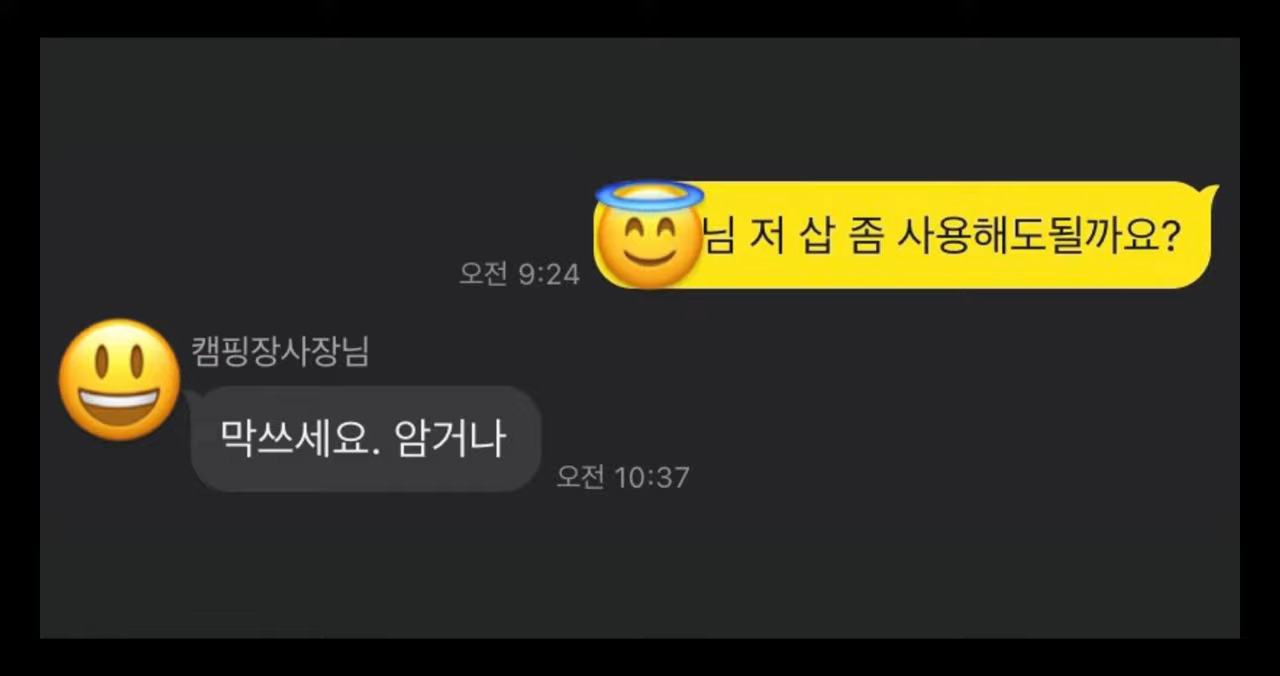 님 저 삽 좀 사용해도될까요?
오전 9:24
캠핑장사장님
막쓰세요. 암거나
오전 10:37